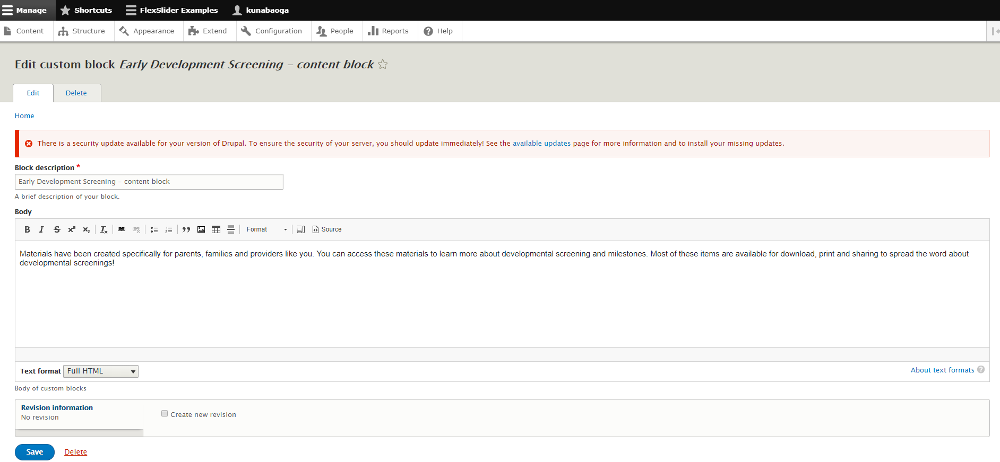 Manage Shortcuts FlexSlider Examples kunabaoga
Content Structure Appearance Extend Configuration People Reports Help
Edit custom block Early Development Screening - content block
Edit Delete
Home
There is a security update available for your version of Drupal. To ensure the security of your server, you should update immediately! See the available updates page for more information and to install your missing updates.
Block description *
Early Development Screening - content block
A brief description of your block.
Body
B I S x² x₂ Tx Format Source
Materials have been created specifically for parents, families and providers like you. You can access these materials to learn more about developmental screening and milestones. Most of these items are available for download, print and sharing to spread the word about
developmental screenings!
Text format Full HTML About text formats ?
Body of custom blocks
Revision information
No revision
Create new revision
Save Delete